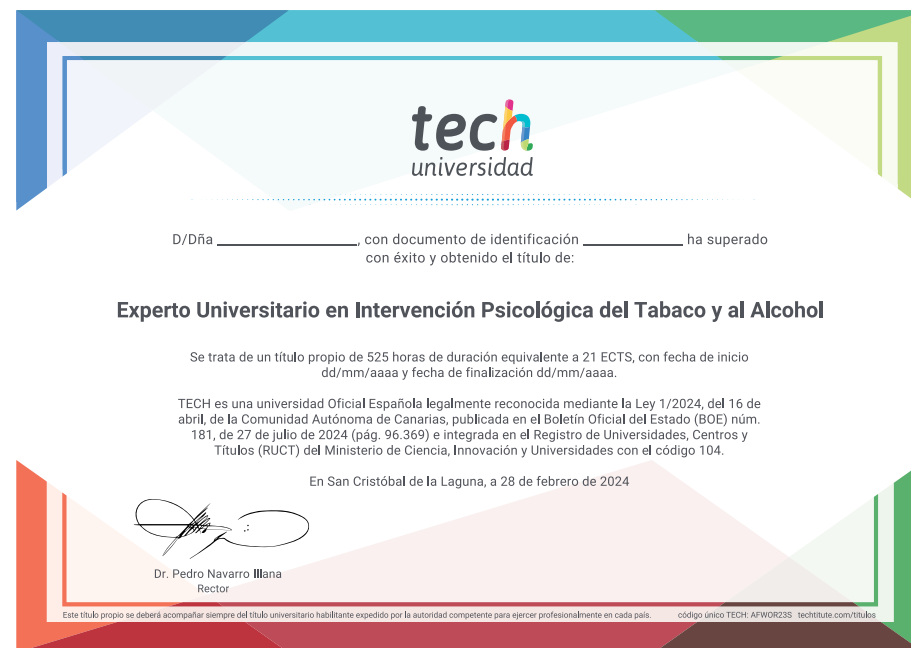 tech
universidad
D/Dña ____________________, con documento de identificación ______________ ha superado
con éxito y obtenido el título de:
Experto Universitario en Intervención Psicológica del Tabaco y al Alcohol
Se trata de un título propio de 525 horas de duración equivalente a 21 ECTS, con fecha de inicio
dd/mm/aaaa y fecha de finalización dd/mm/aaaa.
TECH es una universidad Oficial Española legalmente reconocida mediante la Ley 1/2024, del 16 de
abril, de la Comunidad Autónoma de Canarias, publicada en el Boletín Oficial del Estado (BOE) núm.
181, de 27 de julio de 2024 (pág. 96.369) e integrada en el Registro de Universidades, Centros y
Títulos (RUCT) del Ministerio de Ciencia, Innovación y Universidades con el código 104.
En San Cristóbal de la Laguna, a 28 de febrero de 2024
Dr. Pedro Navarro Illana
Rector
Este título propio se deberá acompañar siempre del título universitario habilitante expedido por la autoridad competente para ejercer profesionalmente en cada país. código único TECH: AFWOR23S techtitute.com/titulos